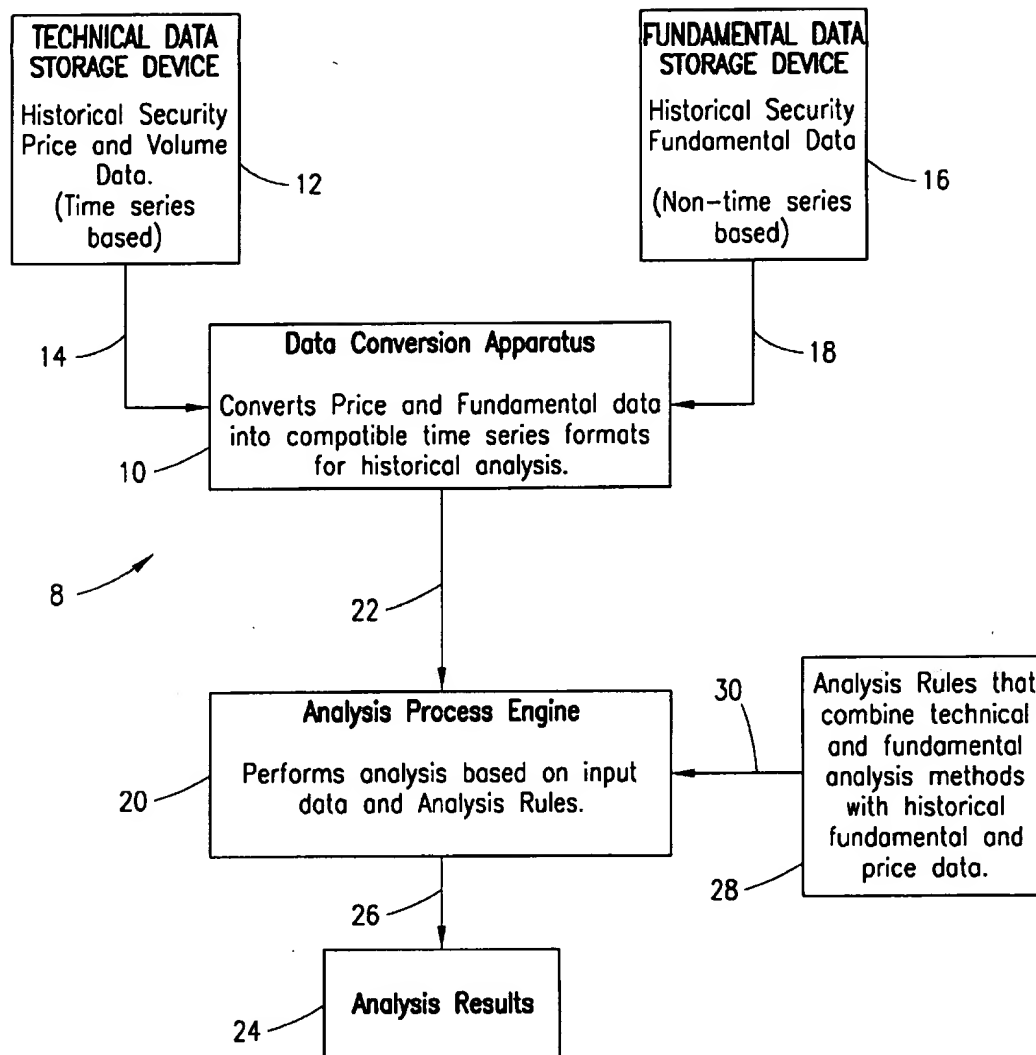 TECHNICAL DATA
STORAGE DEVICE
Historical Security
Price and Volume
Data.
(Time series
based)
12
FUNDAMENTAL DATA
STORAGE DEVICE
Historical Security
Fundamental Data
(Non-time series
based)
16
14
18
Data Conversion Apparatus
Converts Price and Fundamental data
into compatible time series formats
for historical analysis.
10
8
22
Analysis Process Engine
Performs analysis based on input
data and Analysis Rules.
20
30
Analysis Rules that
combine technical
and fundamental
analysis methods
with historical
fundamental and
price data.
28
26
Analysis Results
24